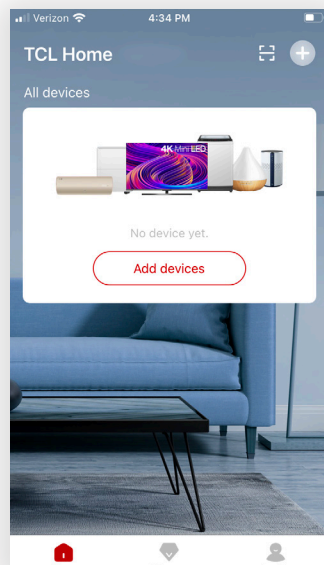 Verizon 4:34 PM
TCL Home
All devices
4K Mini LED
No device yet.
Add devices